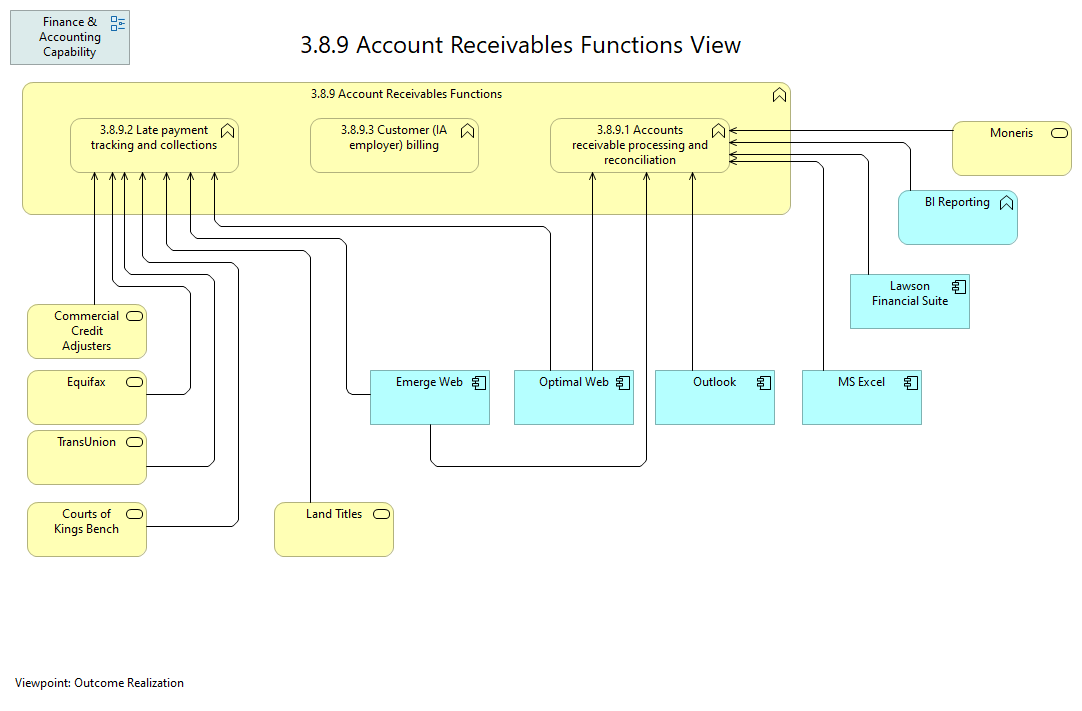 Finance &
Accounting
Capability
3.8.9 Account Receivables Functions View
3.8.9 Account Receivables Functions
3.8.9.2 Late payment
tracking and collections
3.8.9.3 Customer (IA
employer) billing
3.8.9.1 Accounts
receivable processing and
reconciliation
Moneris
BI Reporting
Lawson
Financial Suite
Commercial
Credit
Adjusters
Equifax
Emerge Web
Optimal Web
Outlook
MS Excel
TransUnion
Courts of
Kings Bench
Land Titles
Viewpoint: Outcome Realization